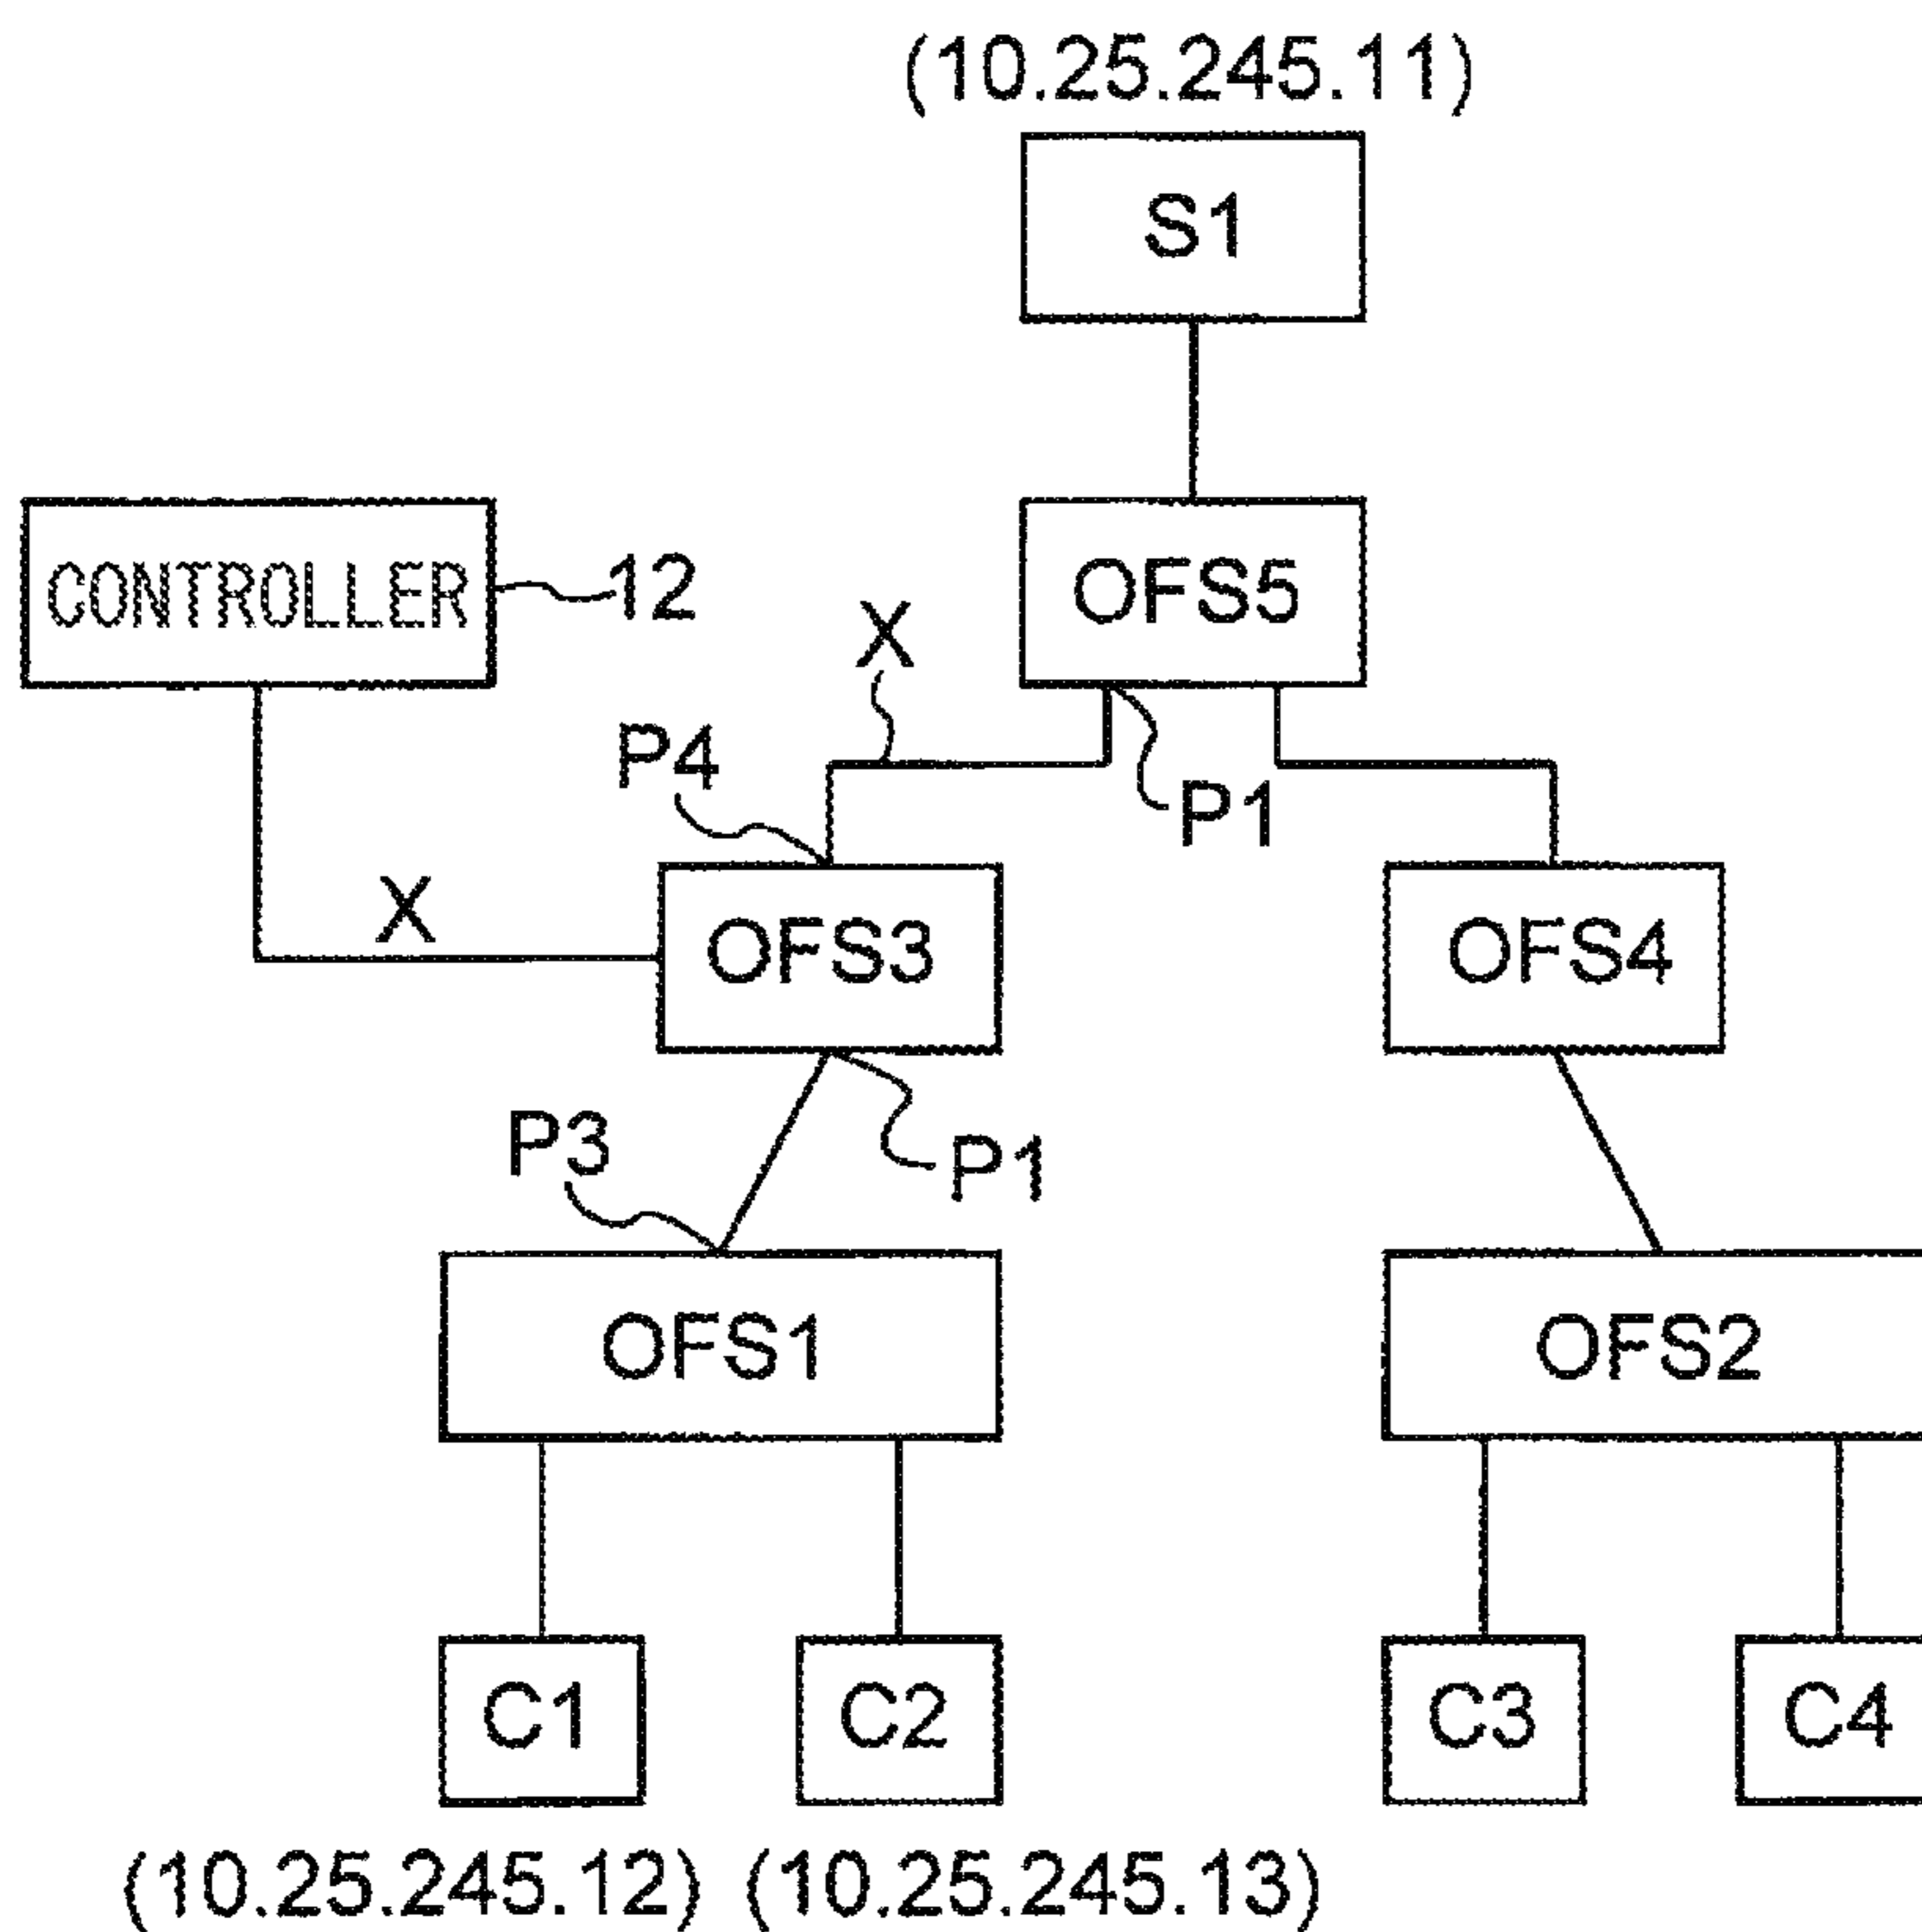 (10.25.245.11)
S1
CONTROLLER
12
OFS5
X
P4
P1
X
OFS3
OFS4
P3
P1
OFS1
OFS2
C1
C2
C3
C4
(10.25.245.12) (10.25.245.13)